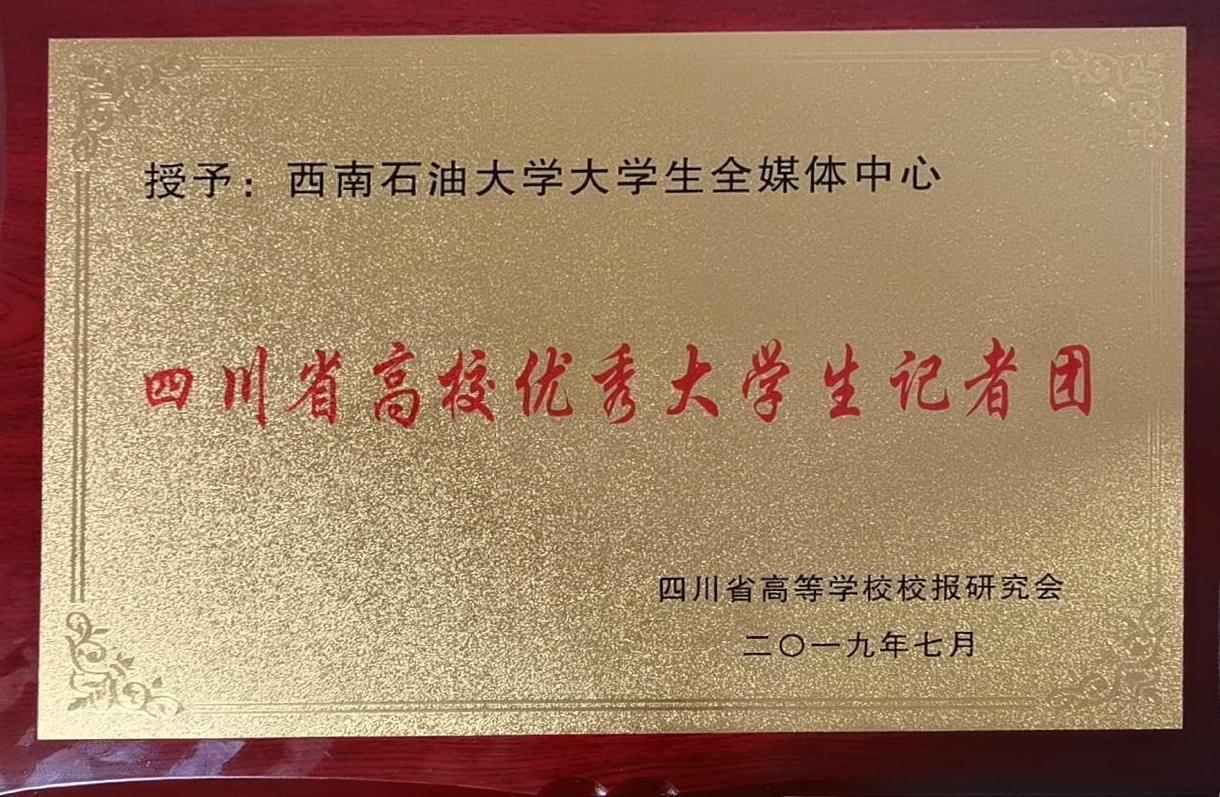 授予：西南石油大学大学生全媒体中心
四川省高校优秀大学生记者团
四川省高等学校校报研究会
二〇一九年七月